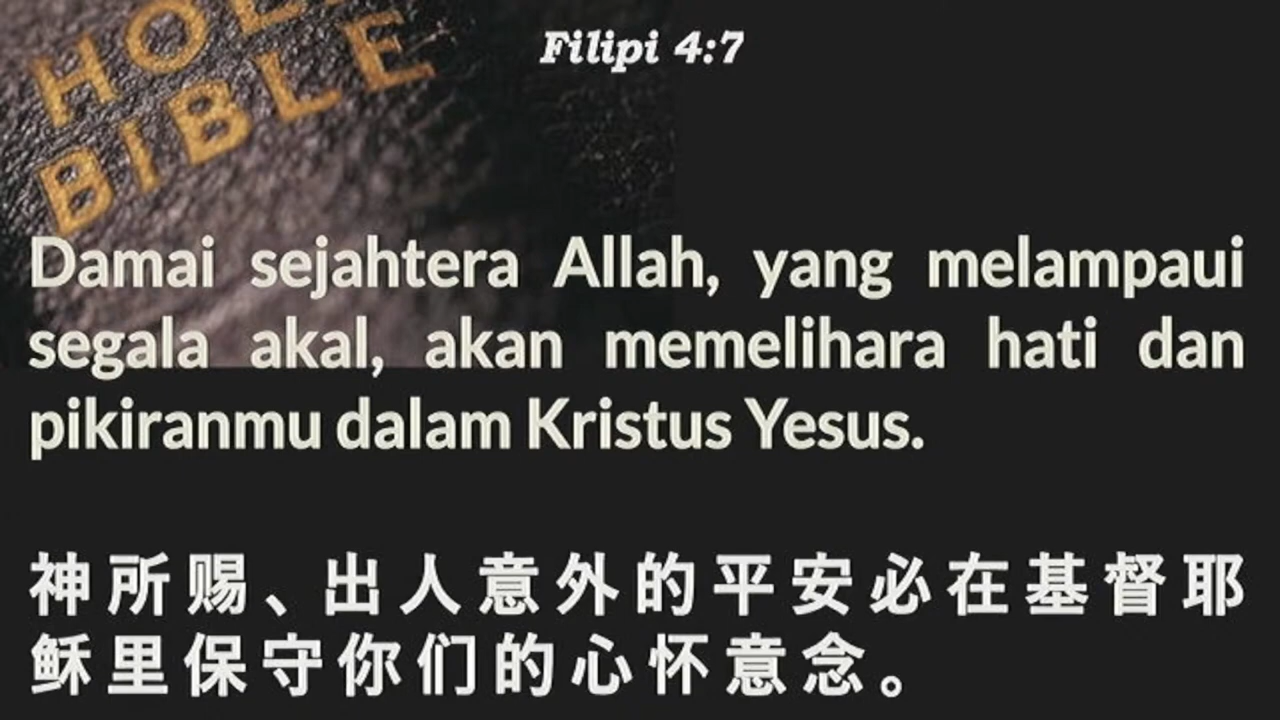 HOL
BIBLE
Filipi 4:7
Damai sejahtera Allah, yang melampaui
segala akal, akan memelihara hati dan
pikiranmu dalam Kristus Yesus.
神所赐、出人意外的平安必在基督耶
稣里保守你们的心怀意念。